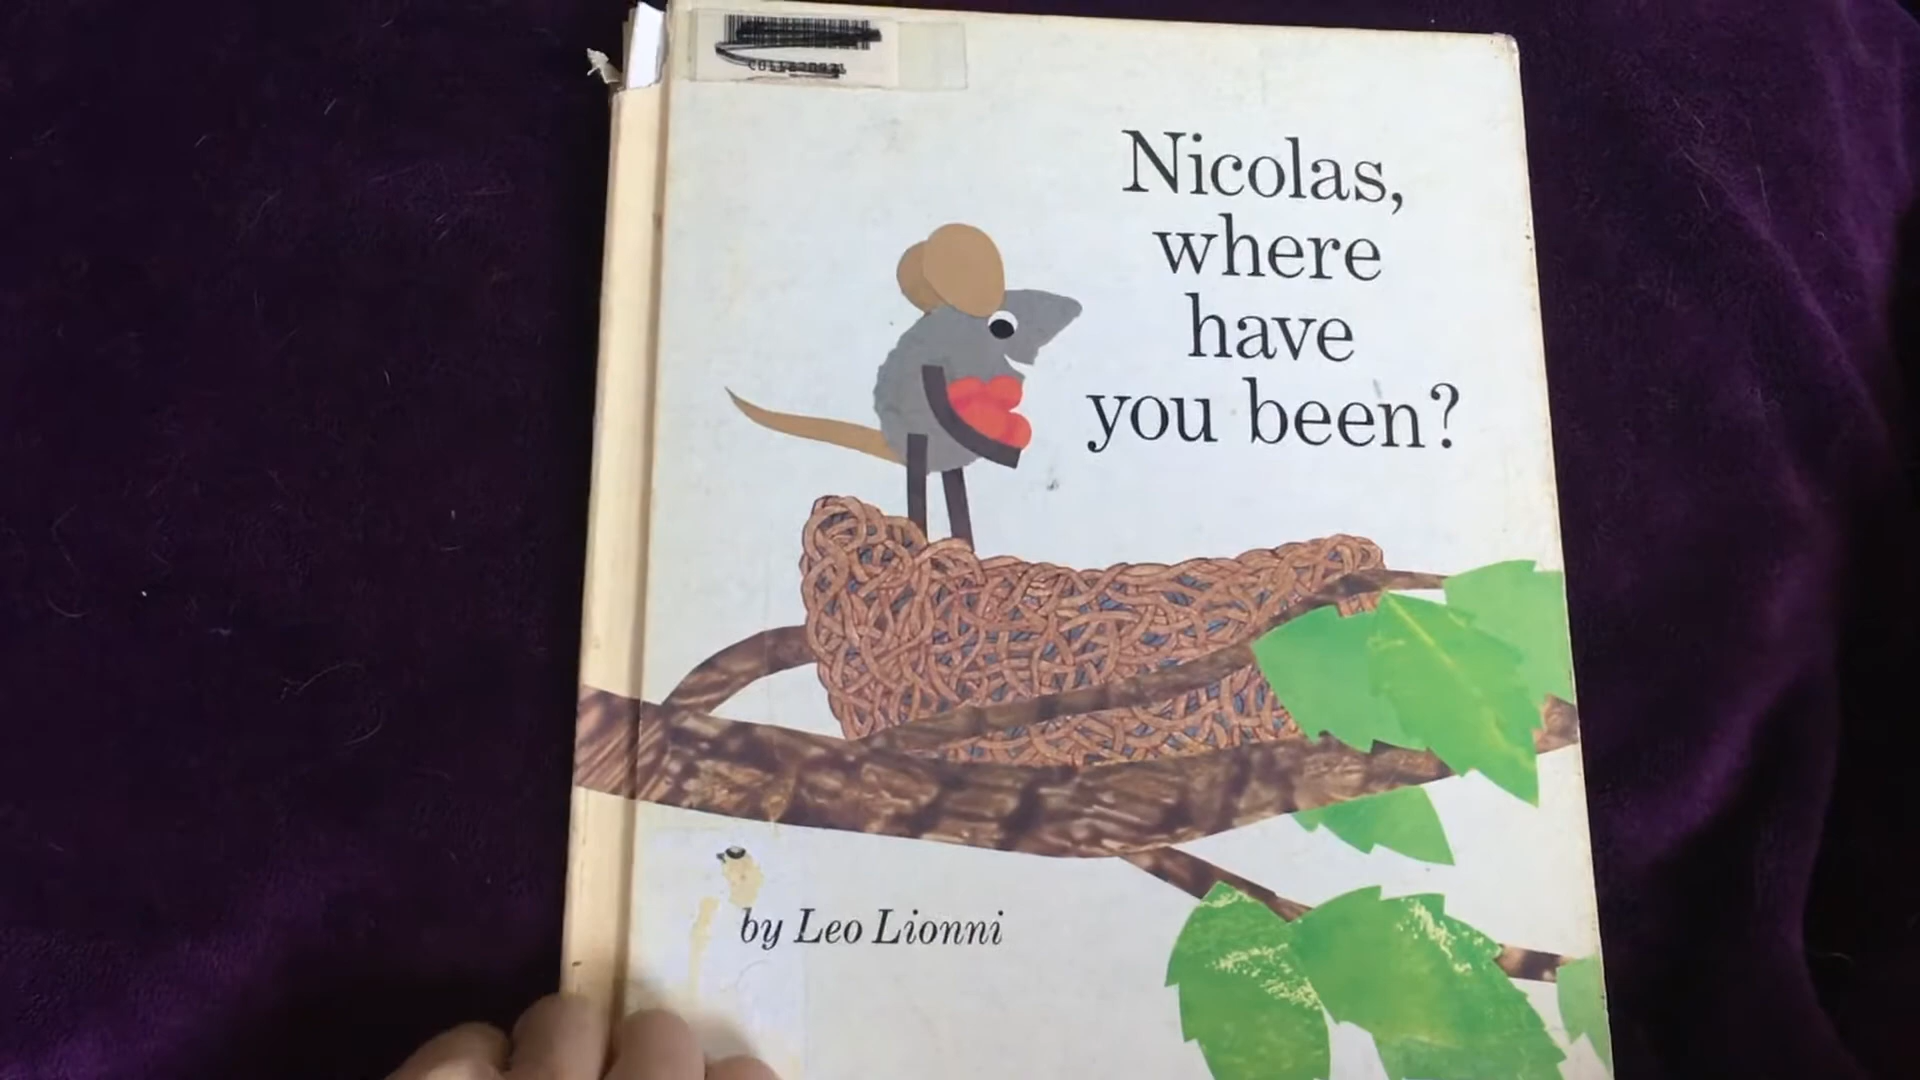 Nicolas,
where
have
you been?
by Leo Lionni